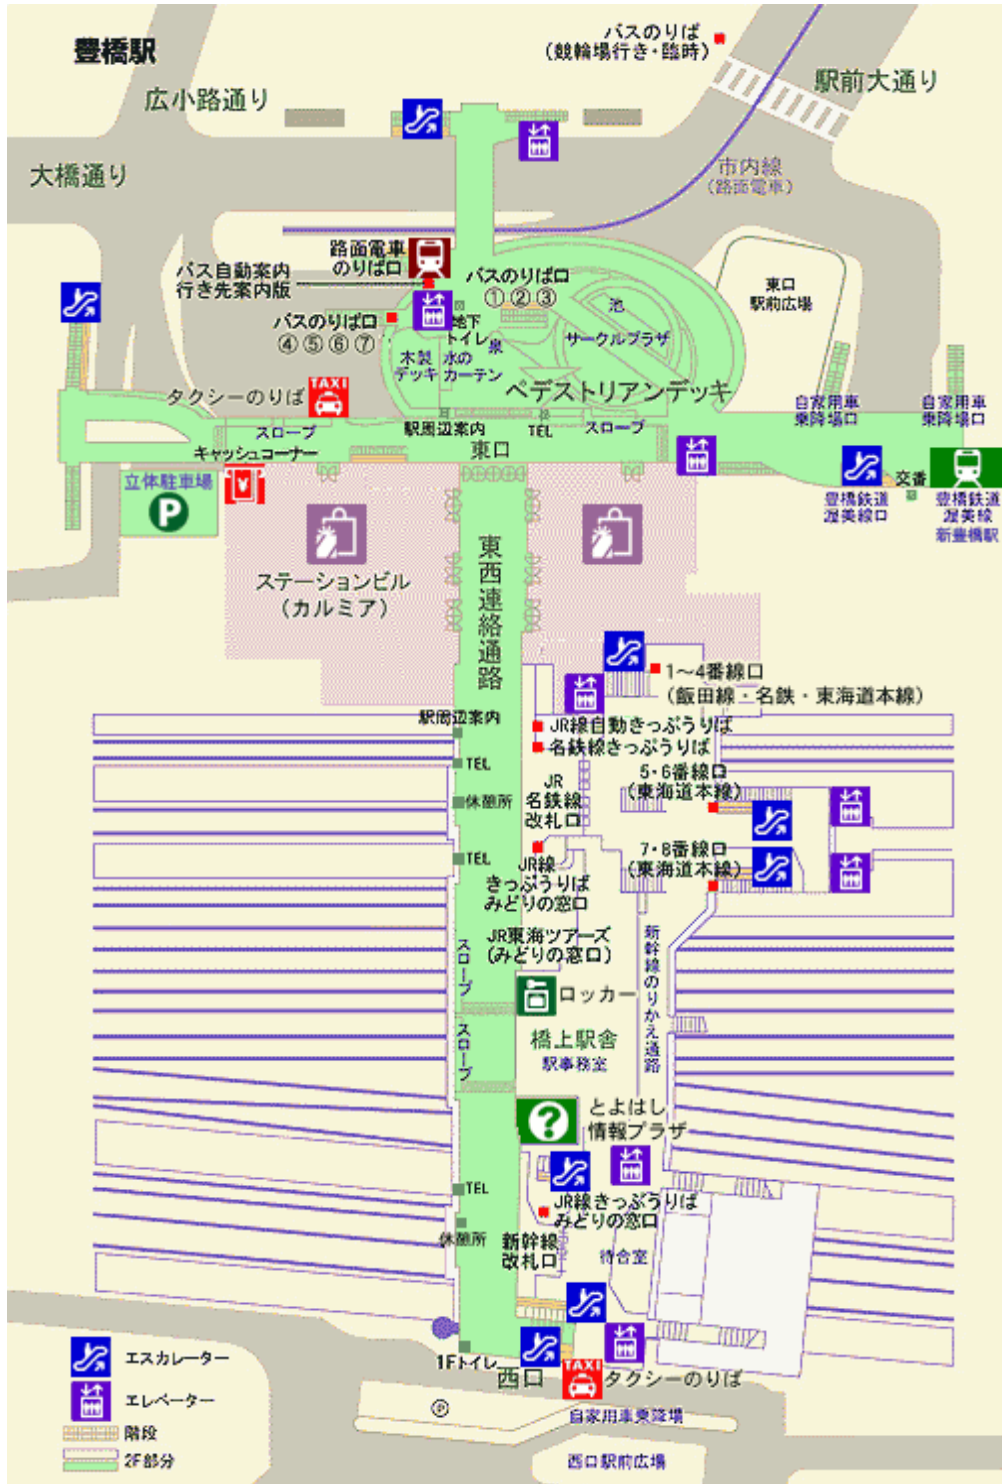 豊橋駅
バスのりば
(競輪場行き・臨時)
駅前大通り
広小路通り
大橋通り
市内線
(路面電車)
路面電車
のりば口
バス自動案内
行き先案内版
バスのりば口
①②③
東口
駅前広場
池
バスのりば口
④⑤⑥⑦
地下
トイレ
泉
サークルプラザ
木製
デッキ
水の
カーテン
ペデストリアンデッキ
TAXI
タクシーのりば
自家用車
乗降場口
自家用車
乗降場口
スロープ
駅周辺案内
TEL
スロープ
キャッシュコーナー
東口
立体駐車場
P
交番
豊橋鉄道
渥美線口
豊橋鉄道
渥美線
新豊橋駅
東西連絡通路
ステーションビル
(カルミア)
1~4番線口
(飯田線・名鉄・東海道本線)
駅周辺案内
JR線自動きっぷうりば
名鉄線きっぷうりば
TEL
5・6番線口
(東海道本線)
JR
名鉄線
改札口
休憩所
7・8番線口
(東海道本線)
TEL
JR線
きっぷうりば
みどりの窓口
JR東海ツアーズ
(みどりの窓口)
新幹線のりかえ通路
スロープ
ロッカー
橋上駅舎
駅事務室
スロープ
?
とよはし
情報プラザ
TEL
JR線きっぷうりば
みどりの窓口
休憩所
新幹線
改札口
待合室
1Fトイレ
西口
TAXI
タクシーのりば
自家用車乗降場
P
西口駅前広場
エスカレーター
エレベーター
階段
2F部分